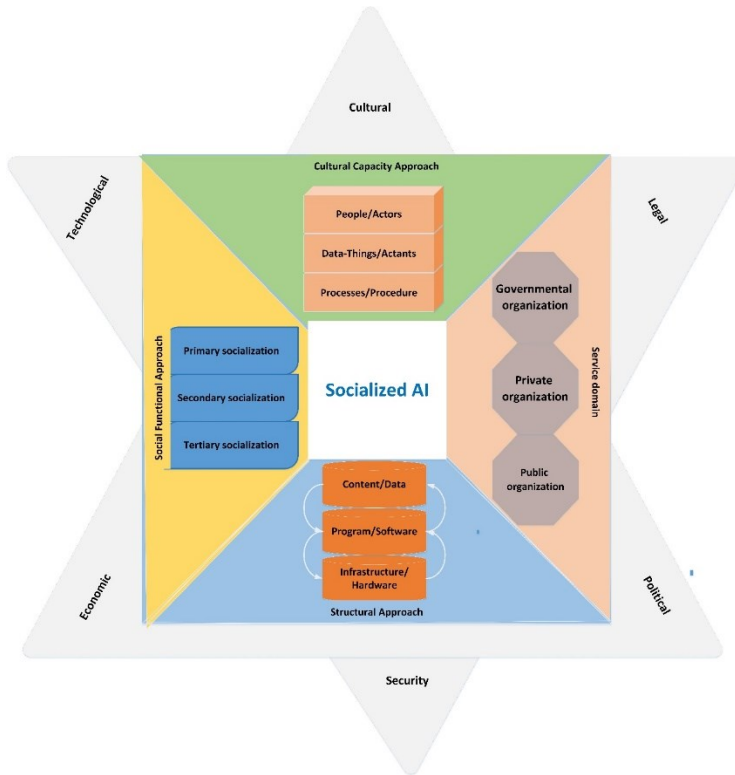 Cultural
Technological
Legal
Cultural Capacity Approach
People/Actors
Data-Things/Actants
Processes/Procedure
Social Functional Approach
Primary socialization
Secondary socialization
Tertiary socialization
Socialized AI
Governmental
organization
Private
organization
Public
organization
Service domain
Content/Data
Program/Software
Infrastructure/
Hardware
Structural Approach
Economic
Political
Security